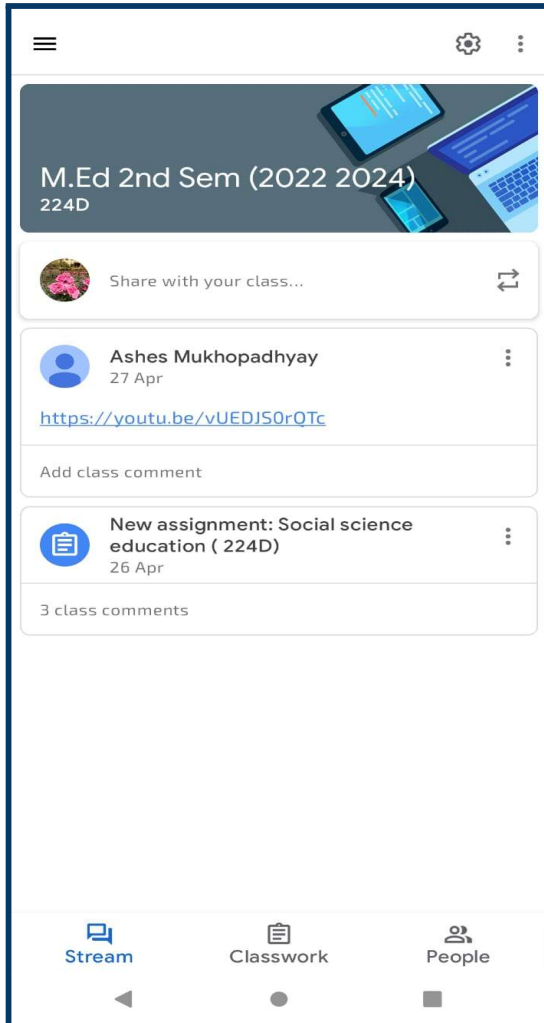 M.Ed 2nd Sem (2022 2024)
224D
Share with your class...
Ashes Mukhopadhyay
27 Apr
https://youtu.be/vUEDJS0rQTc
Add class comment
New assignment: Social science
education ( 224D)
26 Apr
3 class comments
Stream
Classwork
People